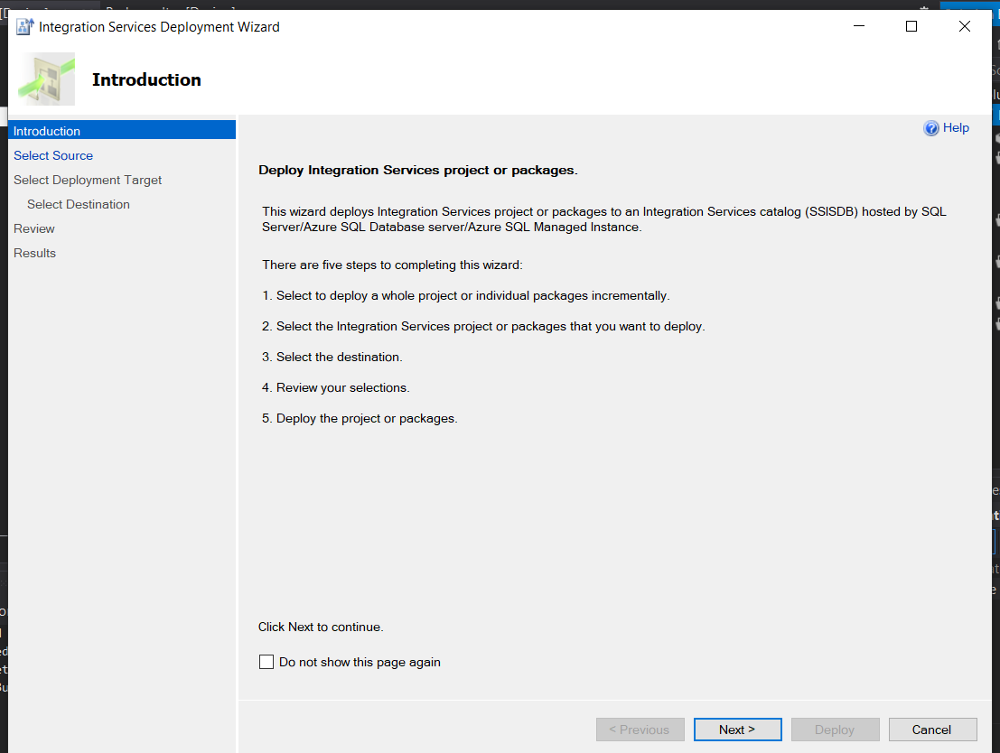 Integration Services Deployment Wizard
Introduction
Introduction
Select Source
Select Deployment Target
Select Destination
Review
Results
Help
Deploy Integration Services project or packages.
This wizard deploys Integration Services project or packages to an Integration Services catalog (SSISDB) hosted by SQL
Server/Azure SQL Database server/Azure SQL Managed Instance.
There are five steps to completing this wizard:
1. Select to deploy a whole project or individual packages incrementally.
2. Select the Integration Services project or packages that you want to deploy.
3. Select the destination.
4. Review your selections.
5. Deploy the project or packages.
Click Next to continue.
Do not show this page again
< Previous
Next >
Deploy
Cancel